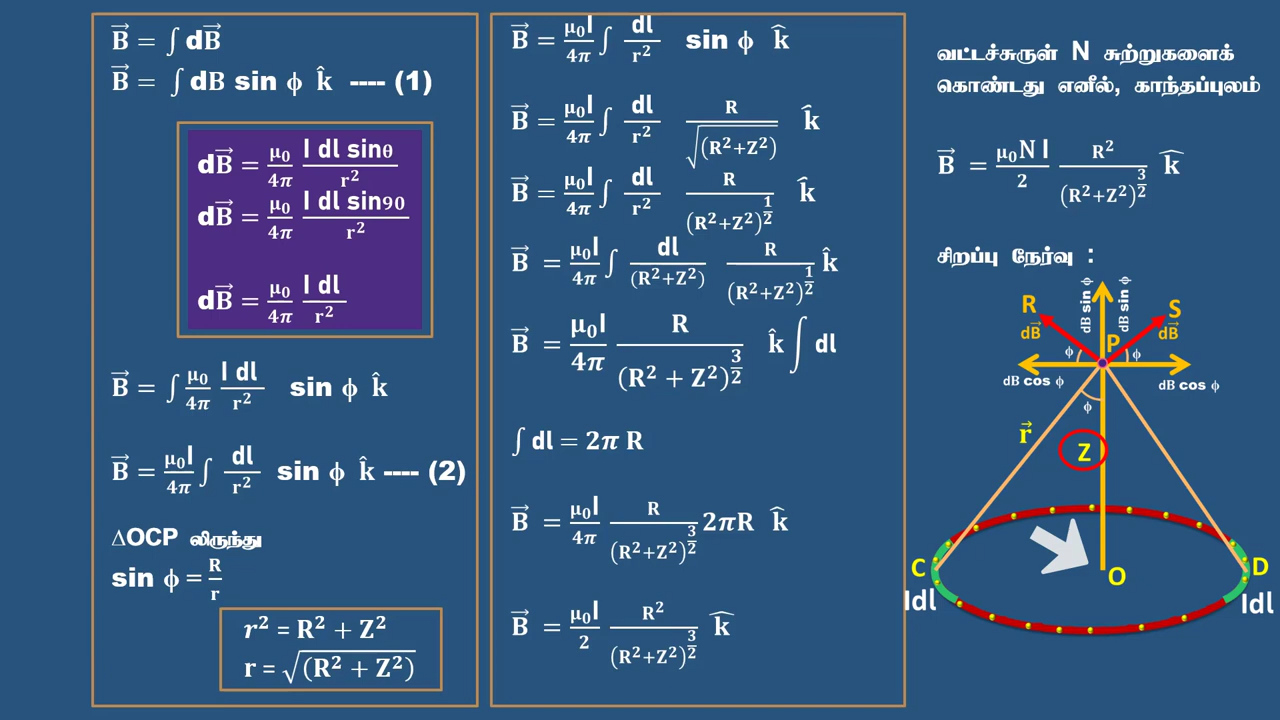 B⃗ = ∫ dB⃗
B⃗ = ∫ dB sin ϕ k̂ ---- (1)
dB⃗ = μ₀/4π I dl sinθ/r²
dB⃗ = μ₀/4π I dl sin90/r²
dB⃗ = μ₀/4π I dl/r²
B⃗ = ∫ μ₀/4π I dl/r² sin ϕ k̂
B⃗ = μ₀I/4π ∫ dl/r² sin ϕ k̂ ---- (2)
∆OCP லிருந்து
sin ϕ = R/r
r² = R² + Z²
r = √(R² + Z²)
B⃗ = μ₀I/4π ∫ dl/r² sin ϕ k̂
B⃗ = μ₀I/4π ∫ dl/r² R/√(R²+Z²) k̂
B⃗ = μ₀I/4π ∫ dl/r² R/(R²+Z²)^(1/2) k̂
B⃗ = μ₀I/4π ∫ dl/(R²+Z²) R/(R²+Z²)^(1/2) k̂
B⃗ = μ₀I/4π R/(R² + Z²)^(3/2) k̂ ∫ dl
∫ dl = 2π R
B⃗ = μ₀I/4π R/(R²+Z²)^(3/2) 2πR k̂
B⃗ = μ₀I/2 R²/(R²+Z²)^(3/2) k̂
வட்டச்சுருள் N சுற்றுகளைக்
கொண்டது எனில், காந்தப்புலம்
B⃗ = μ₀N I/2 R²/(R²+Z²)^(3/2) k̂
சிறப்பு நேர்வு :
dB sin ϕ
dB sin ϕ
R
S
dB⃗
dB⃗
P
ϕ
ϕ
dB cos ϕ
dB cos ϕ
ϕ
r⃗
Z
C
O
D
Idl
Idl